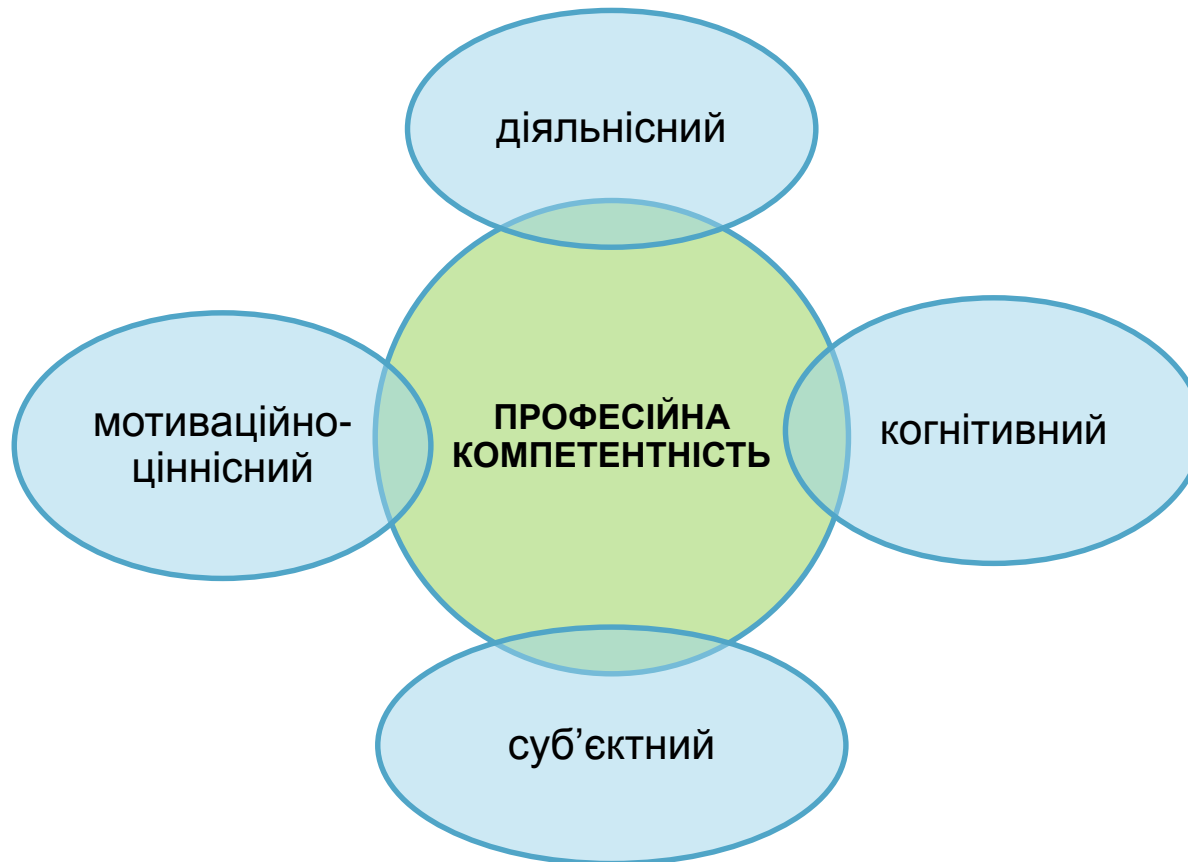 діяльнісний
мотиваційно-
ціннісний
ПРОФЕСІЙНА
КОМПЕТЕНТНІСТЬ
когнітивний
суб’єктний